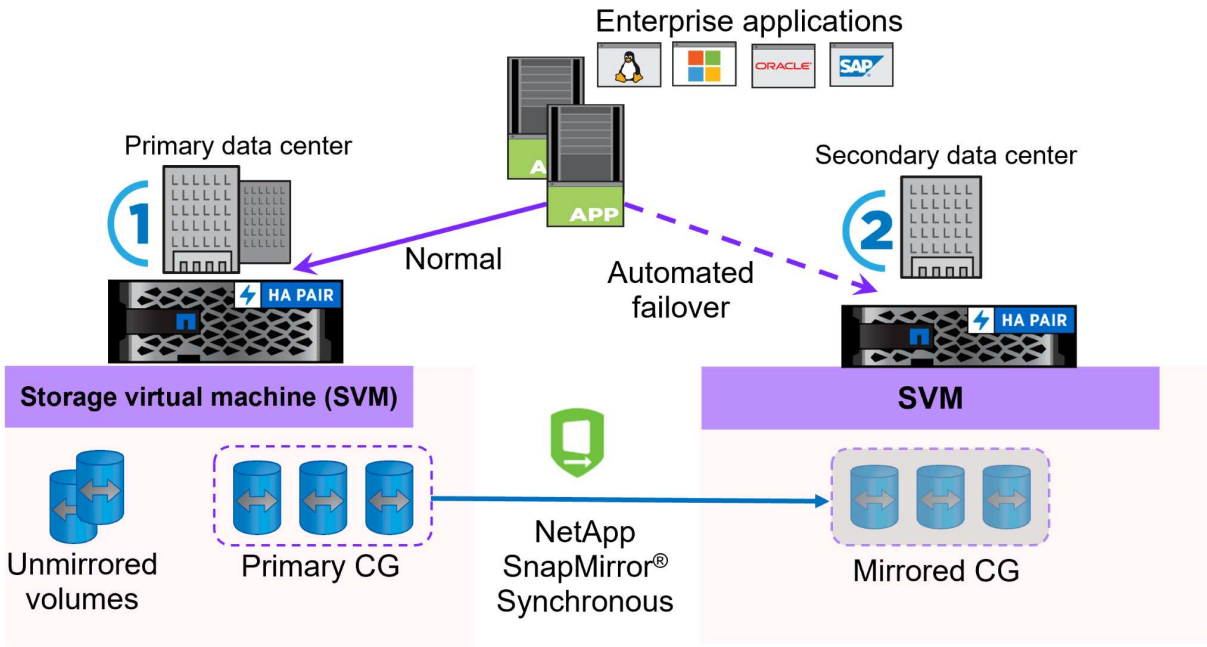 Enterprise applications
ORACLE
SAP
A
APP
Primary data center
1
Secondary data center
2
Normal
Automated
failover
HA PAIR
HA PAIR
Storage virtual machine (SVM)
SVM
Unmirrored
volumes
Primary CG
NetApp
SnapMirror®
Synchronous
Mirrored CG